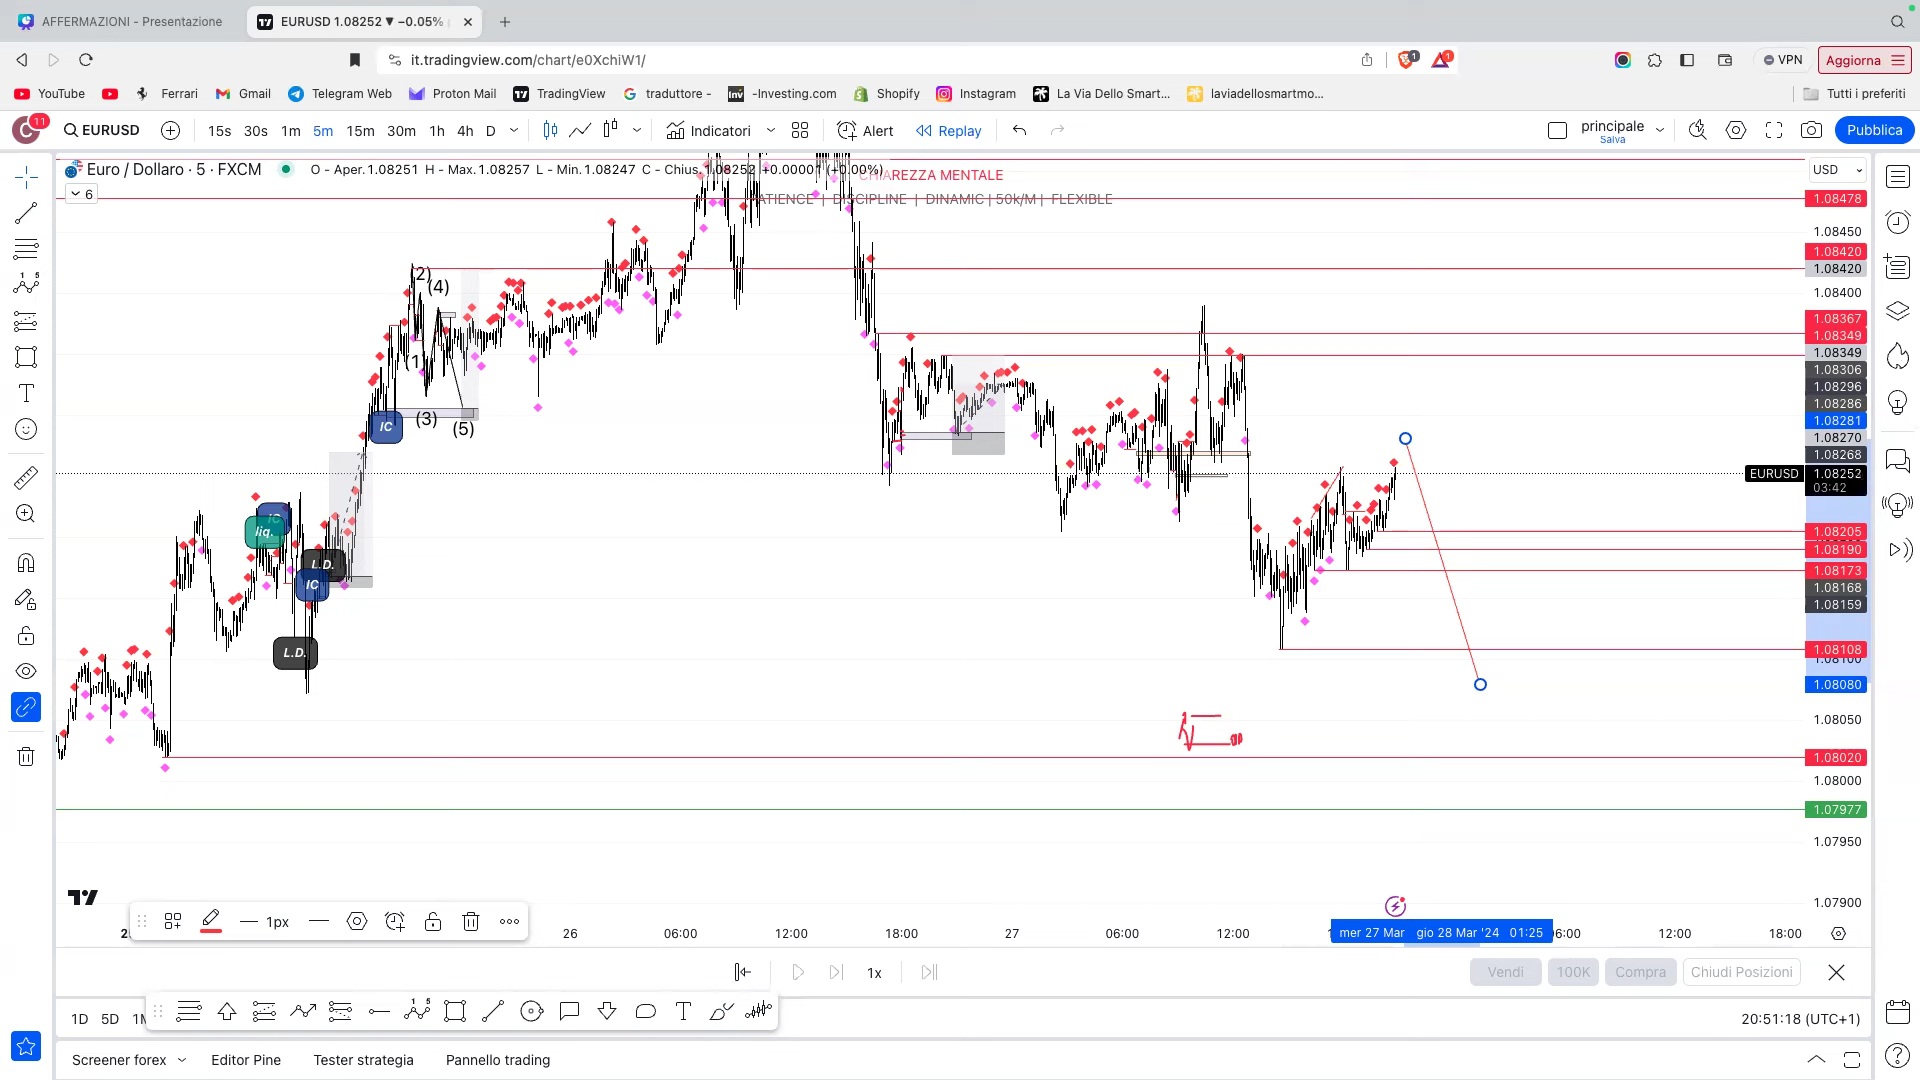 AFFERMAZIONI - Presentazione
EURUSD 1.08252 ▼ −0.05%
it.tradingview.com/chart/e0XchiW1/
1
1
VPN
Aggiorna
YouTube
Ferrari
Gmail
Telegram Web
Proton Mail
TradingView
traduttore -
-Investing.com
Shopify
Instagram
La Via Dello Smart...
laviadellosmartmo...
Tutti i preferiti
C 11
EURUSD
15s 30s 1m 5m 15m 30m 1h 4h D
Indicatori
Alert
Replay
principale
Salva
Pubblica
Euro / Dollaro · 5 · FXCM
O - Aper. 1.08251 H - Max. 1.08257 L - Min. 1.08247 C - Chius. 1.08252 +0.00001 (+0.00%)
6
CHIAREZZA MENTALE
PATIENCE | DISCIPLINE | DINAMIC | 50k/M | FLEXIBLE
USD
1.08478
1.08450
1.08420
1.08420
1.08400
1.08367
1.08349
1.08349
1.08306
1.08296
1.08286
1.08281
1.08270
1.08268
EURUSD 1.08252
03:42
1.08205
1.08190
1.08173
1.08168
1.08159
1.08108
1.08100
1.08080
1.08050
1.08020
1.08000
1.07977
1.07950
1.07900
(2)
(4)
(1)
(3)
(5)
IC
IC
liq.
L.D.
IC
L.D.
1px
26 06:00 12:00 18:00 27 06:00 12:00
mer 27 Mar gio 28 Mar '24 01:25
06:00 12:00 18:00
1x
Vendi 100K Compra Chiudi Posizioni
1D 5D 1M
20:51:18 (UTC+1)
Screener forex
Editor Pine
Tester strategia
Pannello trading